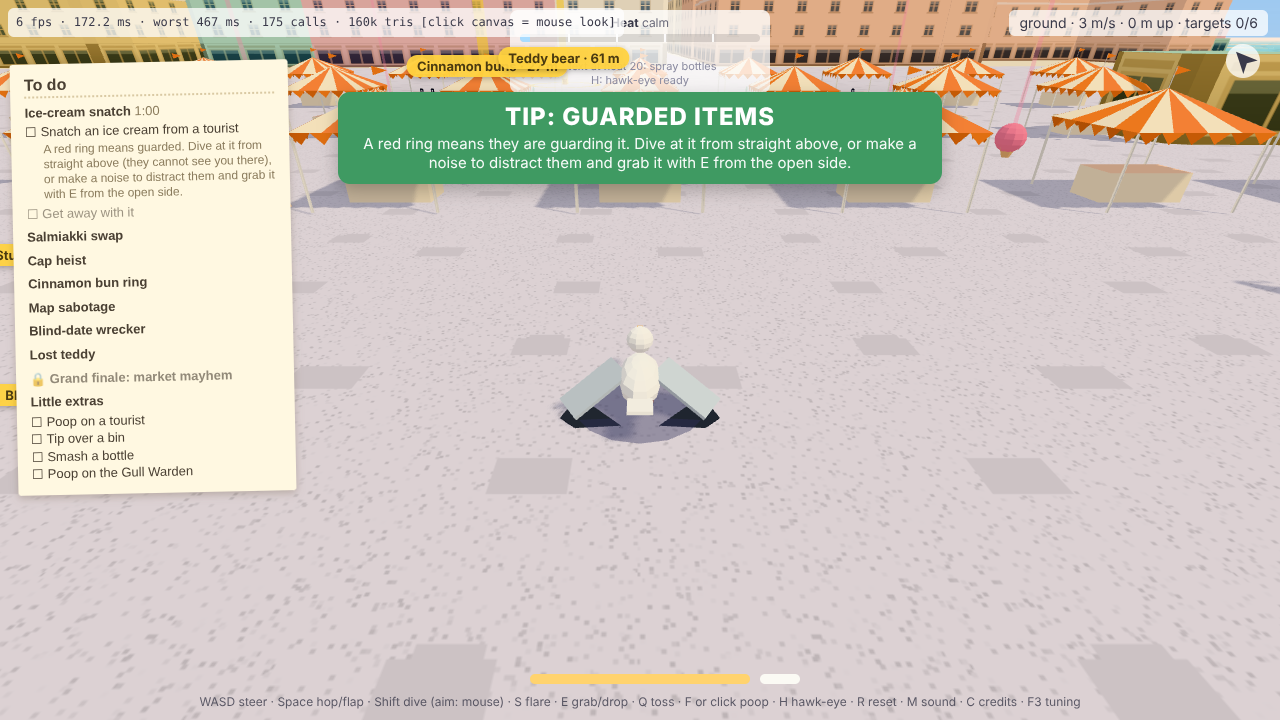 6 fps · 172.2 ms · worst 467 ms · 175 calls · 160k tris [click canvas = mouse look]
calm
ground · 3 m/s · 0 m up · targets 0/6
Teddy bear · 61 m
Cinnamon
20: spray bottles
H: hawk-eye ready
To do
Ice-cream snatch 1:00
☐ Snatch an ice cream from a tourist
A red ring means guarded. Dive at it from
straight above (they cannot see you there),
or make a noise to distract them and grab it
with E from the open side.
☐ Get away with it
Salmiakki swap
Cap heist
Cinnamon bun ring
Map sabotage
Blind-date wrecker
Lost teddy
🔒 Grand finale: market mayhem
Little extras
☐ Poop on a tourist
☐ Tip over a bin
☐ Smash a bottle
☐ Poop on the Gull Warden
TIP: GUARDED ITEMS
A red ring means they are guarding it. Dive at it from straight above, or make a
noise to distract them and grab it with E from the open side.
WASD steer · Space hop/flap · Shift dive (aim: mouse) · S flare · E grab/drop · Q toss · F or click poop · H hawk-eye · R reset · M sound · C credits · F3 tuning